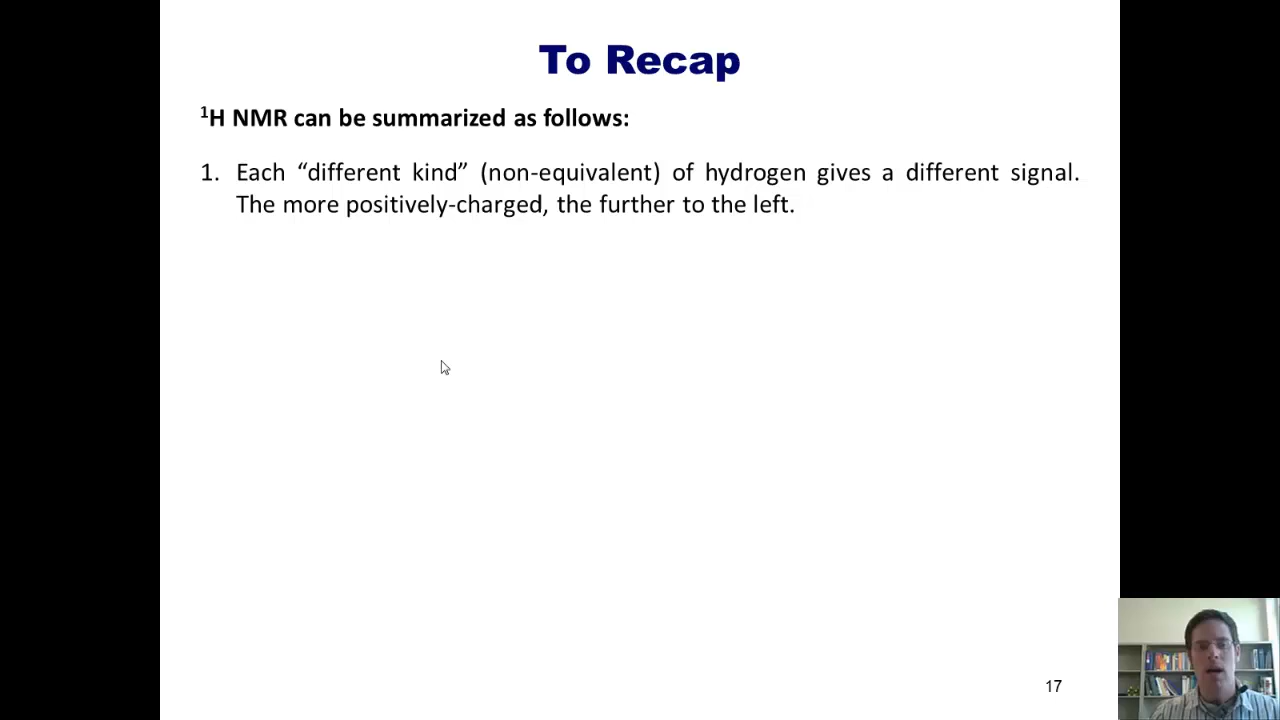 To Recap
¹H NMR can be summarized as follows:
1. Each “different kind” (non-equivalent) of hydrogen gives a different signal.
The more positively-charged, the further to the left.
17